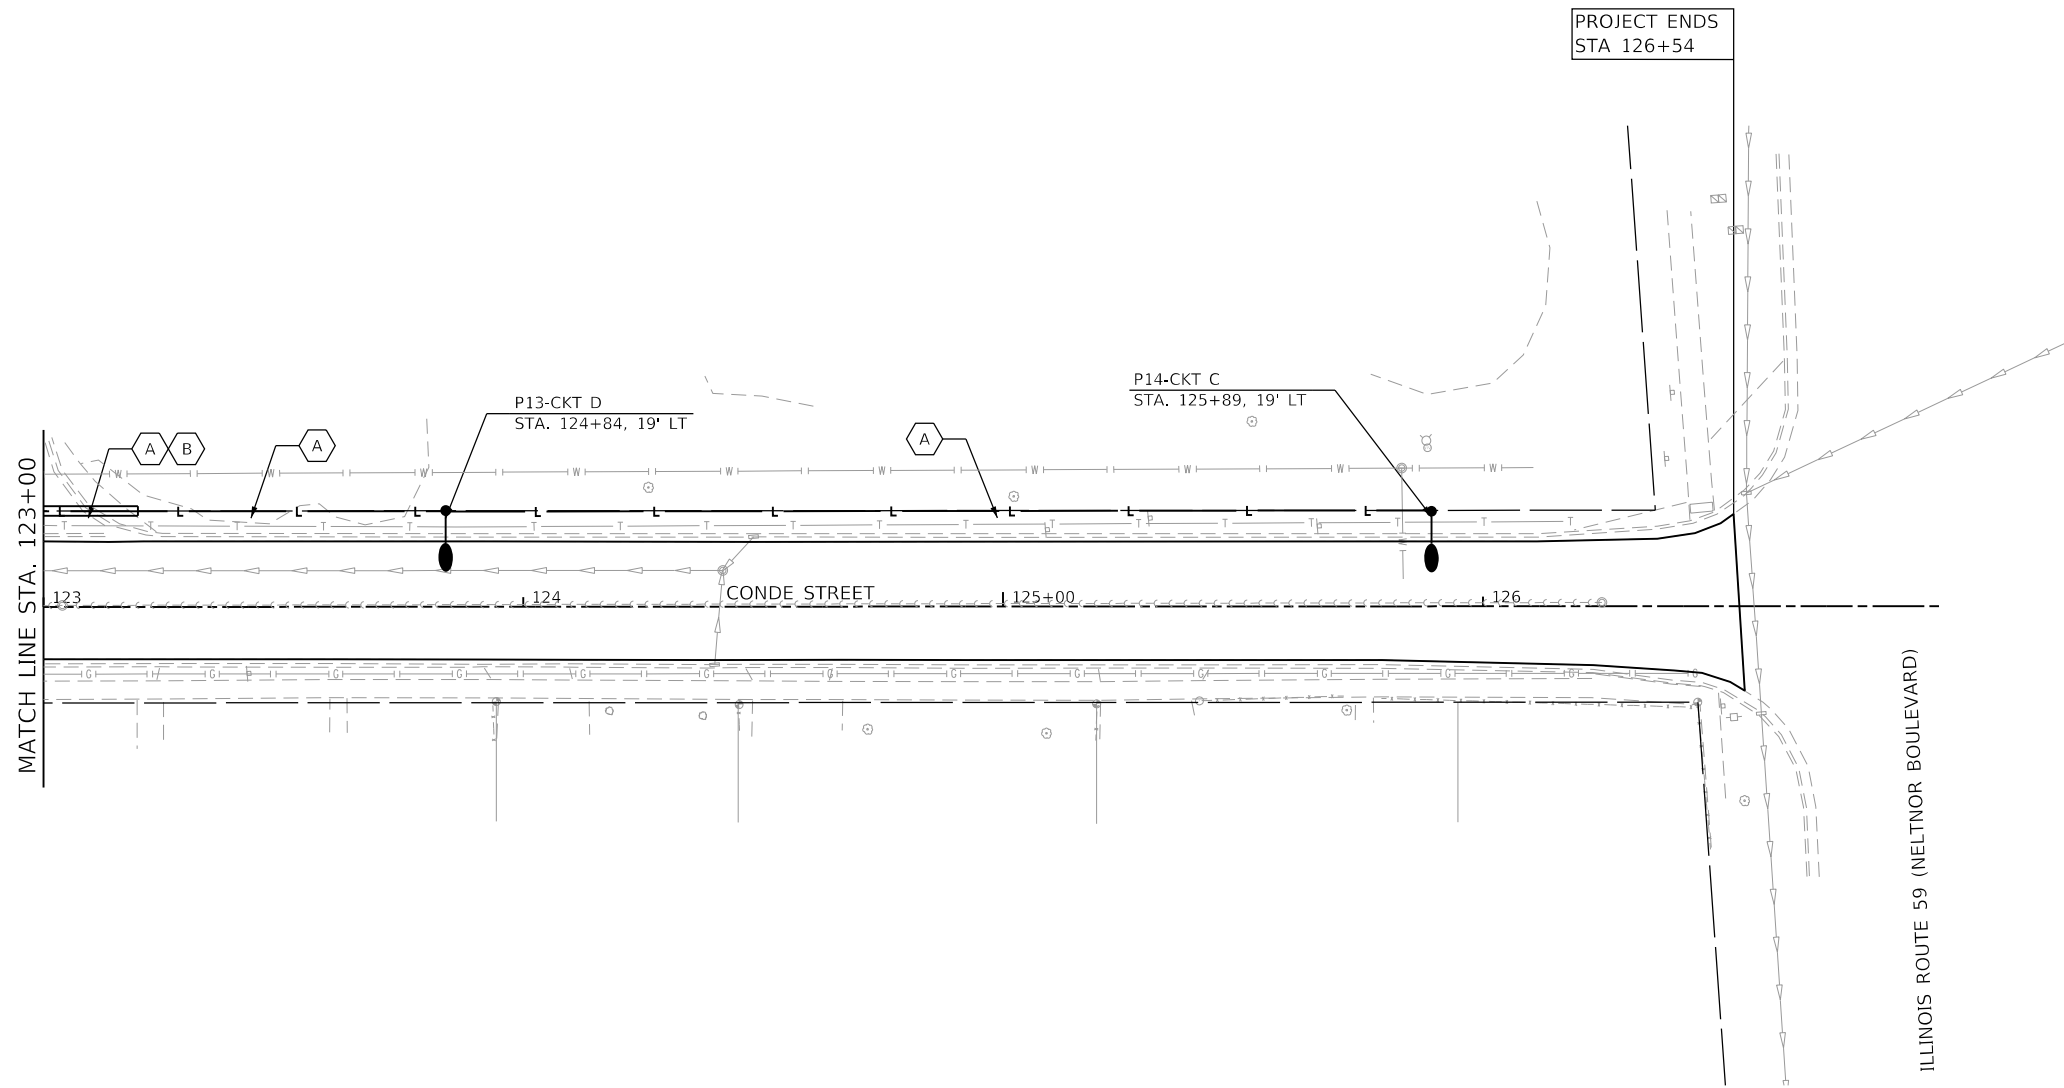 PROJECT ENDS
STA 126+54
P14-CKT C
STA. 125+89, 19' LT
P13-CKT D
STA. 124+84, 19' LT
A
B
A
A
W W W W W W W W W W
L L L L L L L L L L L L
T T T T T T T T T T T T T T T T T T
W
MATCH LINE STA. 123+00
CONDE STREET
123
124
125+00
126
G G G G G G G G G G G G G G
ILLINOIS ROUTE 59 (NELTNOR BOULEVARD)